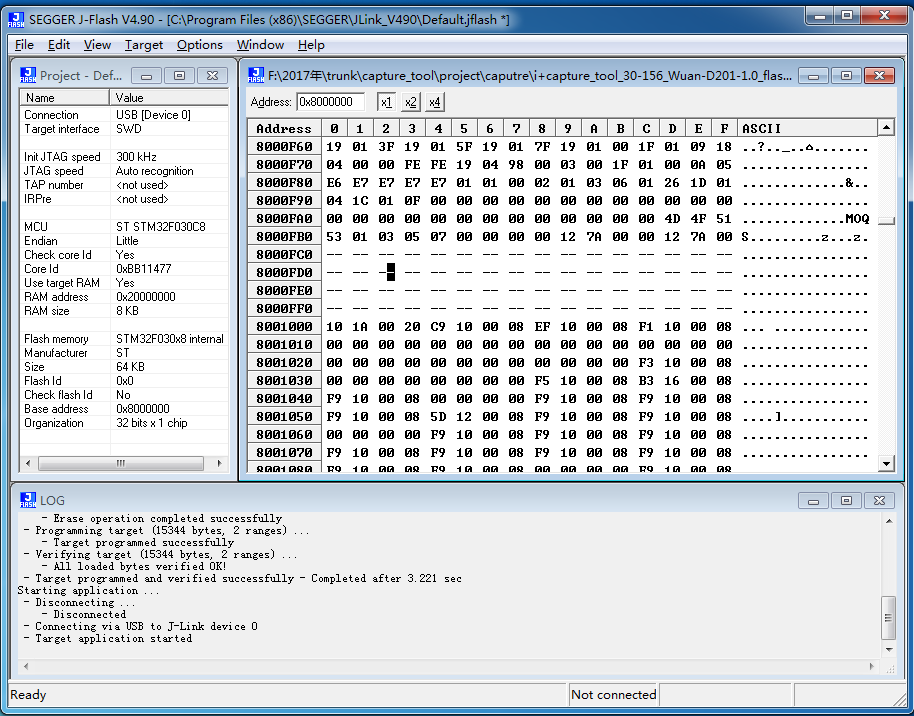 SEGGER J-Flash V4.90 - [C:\Program Files (x86)\SEGGER\JLink_V490\Default.jflash *]
File Edit View Target Options Window Help
Project - Def...
Name Value
Connection USB [Device 0]
Target interface SWD
Init JTAG speed 300 kHz
JTAG speed Auto recognition
TAP number <not used>
IRPre <not used>
MCU ST STM32F030C8
Endian Little
Check core Id Yes
Core Id 0xBB11477
Use target RAM Yes
RAM address 0x20000000
RAM size 8 KB
Flash memory STM32F030x8 internal
Manufacturer ST
Size 64 KB
Flash Id 0x0
Check flash Id No
Base address 0x8000000
Organization 32 bits x 1 chip
F:\2017年\trunk\capture_tool\project\caputre\i+capture_tool_30-156_Wuan-D201-1.0_flas...
Address: 0x8000000 x1 x2 x4
Address 0 1 2 3 4 5 6 7 8 9 A B C D E F ASCII
8000F60 19 01 3F 19 01 5F 19 01 7F 19 01 00 1F 01 09 18 ..?.._..⌂.......
8000F70 04 00 00 FE FE 19 04 98 00 03 00 1F 01 00 0A 05 ................
8000F80 E6 E7 E7 E7 E7 01 01 00 02 01 03 06 01 26 1D 01 .............&..
8000F90 04 1C 01 0F 00 00 00 00 00 00 00 00 00 00 00 00 ................
8000FA0 00 00 00 00 00 00 00 00 00 00 00 00 00 4D 4F 51 .............MOQ
8000FB0 53 01 03 05 07 00 00 00 00 12 7A 00 00 12 7A 00 S.........z...z.
8000FC0 -- -- -- -- -- -- -- -- -- -- -- -- -- -- -- -- ................
8000FD0 -- -- -- -- -- -- -- -- -- -- -- -- -- -- -- ................
8000FE0 -- -- -- -- -- -- -- -- -- -- -- -- -- -- -- -- ................
8000FF0 -- -- -- -- -- -- -- -- -- -- -- -- -- -- -- -- ................
8001000 10 1A 00 20 C9 10 00 08 EF 10 00 08 F1 10 00 08 ... ............
8001010 00 00 00 00 00 00 00 00 00 00 00 00 00 00 00 00 ................
8001020 00 00 00 00 00 00 00 00 00 00 00 00 F3 10 00 08 ................
8001030 00 00 00 00 00 00 00 00 F5 10 00 08 B3 16 00 08 ................
8001040 F9 10 00 08 00 00 00 00 F9 10 00 08 F9 10 00 08 ................
8001050 F9 10 00 08 5D 12 00 08 F9 10 00 08 F9 10 00 08 ....]...........
8001060 00 00 00 00 F9 10 00 08 F9 10 00 08 F9 10 00 08 ................
8001070 F9 10 00 08 F9 10 00 08 F9 10 00 08 F9 10 00 08 ................
8001080 F9 10 00 08 F9 10 00 08 F9 10 00 08 F9 10 00 08 ................
LOG
- Erase operation completed successfully
- Programming target (15344 bytes, 2 ranges) ...
- Target programmed successfully
- Verifying target (15344 bytes, 2 ranges) ...
- All loaded bytes verified OK!
- Target programmed and verified successfully - Completed after 3.221 sec
Starting application ...
- Disconnecting ...
- Disconnected
- Connecting via USB to J-Link device 0
- Target application started
Ready Not connected